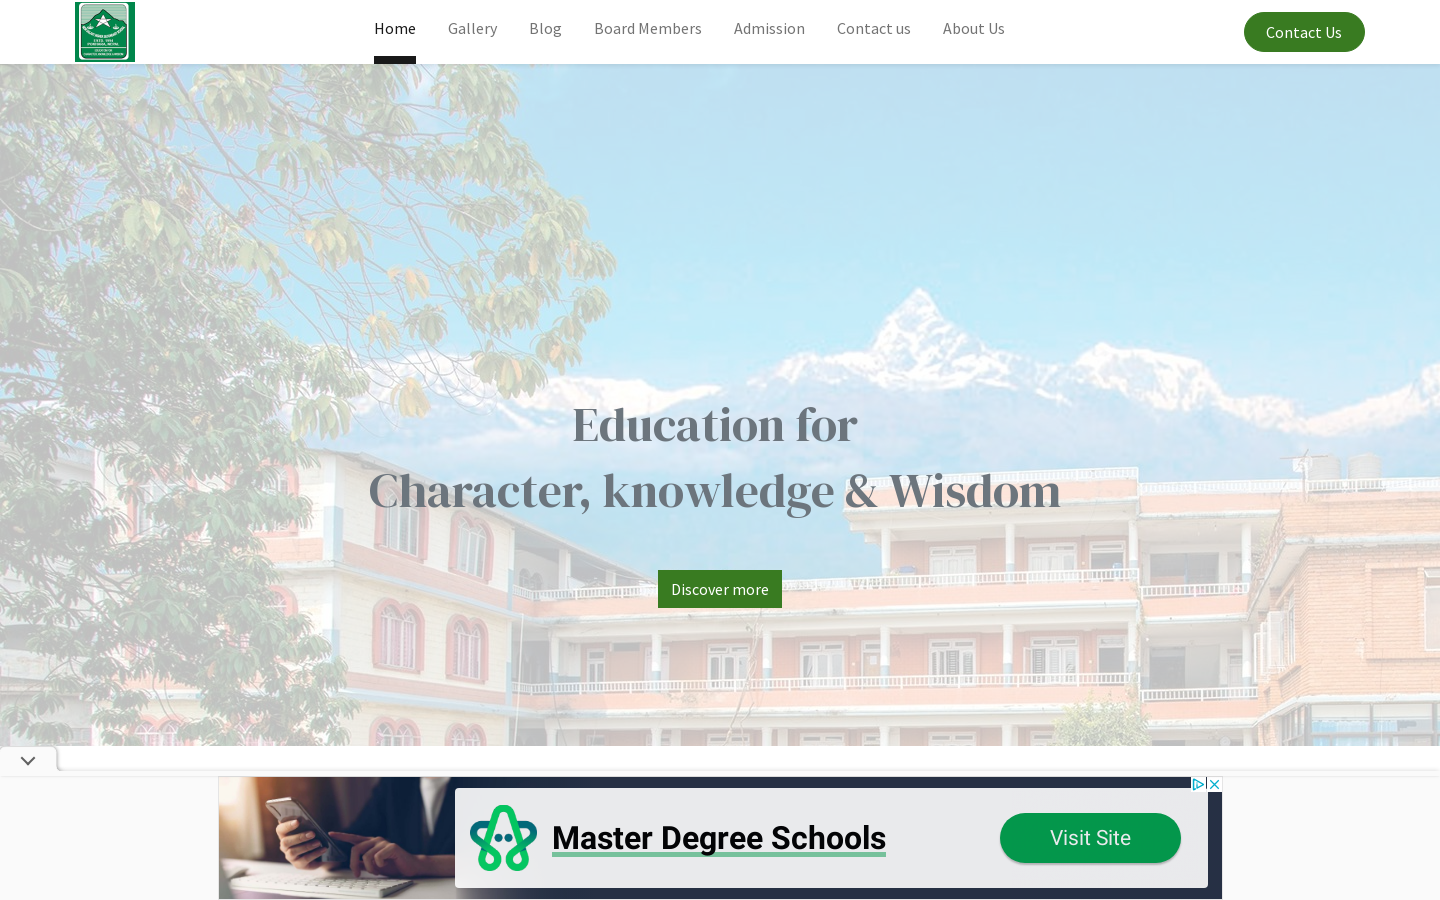 Home
Gallery
Blog
Board Members
Admission
Contact us
About Us
Contact Us
Education for
Character, knowledge & Wisdom
Discover more
Master Degree Schools
Visit Site